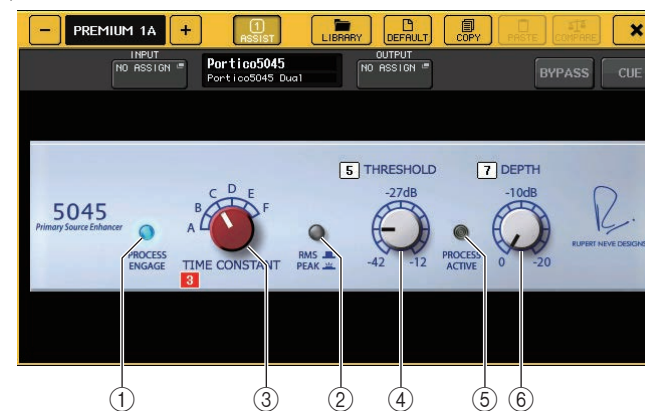 − PREMIUM 1A + 1 ASSIST LIBRARY DEFAULT COPY PASTE COMPARE ×
INPUT
NO ASSIGN
Portico5045
Portico5045 Dual
OUTPUT
NO ASSIGN
BYPASS CUE
5 THRESHOLD 7 DEPTH
-27dB -10dB
5045
Primary Source Enhancer
PROCESS
ENGAGE
A B C D E F
TIME CONSTANT
3
RMS
PEAK
-42 -12
PROCESS
ACTIVE
0 -20
R.
RUPERT NEVE DESIGNS
① ③ ② ④ ⑤ ⑥